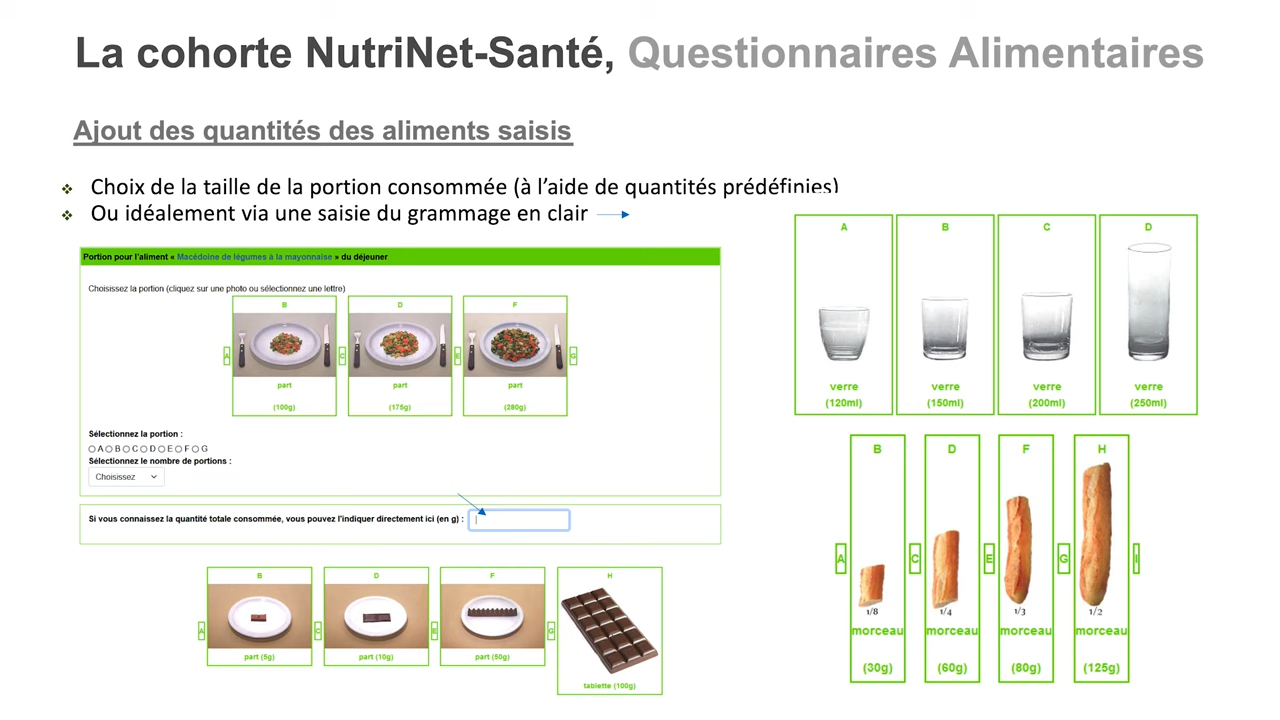 La cohorte NutriNet-Santé, Questionnaires Alimentaires
Ajout des quantités des aliments saisis
❖ Choix de la taille de la portion consommée (à l'aide de quantités prédéfinies)
❖ Ou idéalement via une saisie du grammage en clair
Portion pour l'aliment « Macédoine de légumes à la mayonnaise » du déjeuner
Choisissez la portion (cliquez sur une photo ou sélectionnez une lettre)
B D F
A C E G
part part part
(100g) (175g) (280g)
Sélectionnez la portion :
A B C D E F G
Sélectionnez le nombre de portions :
Choisissez
Si vous connaissez la quantité totale consommée, vous pouvez l'indiquer directement ici (en g) :
B D F H
A C E G
part (5g) part (10g) part (50g)
tablette (100g)
A B C D
verre verre verre verre
(120ml) (150ml) (200ml) (250ml)
B D F H
A C E G I
1/8 1/4 1/3 1/2
morceau morceau morceau morceau
(30g) (60g) (80g) (125g)